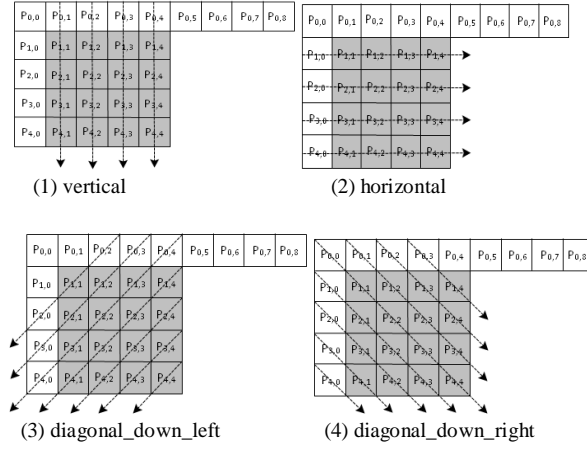 P0,0 P0,1 P0,2 P0,3 P0,4 P0,5 P0,6 P0,7 P0,8
P1,0 P1,1 P1,2 P1,3 P1,4
P2,0 P2,1 P2,2 P2,3 P2,4
P3,0 P3,1 P3,2 P3,3 P3,4
P4,0 P4,1 P4,2 P4,3 P4,4
(1) vertical
P0,0 P0,1 P0,2 P0,3 P0,4 P0,5 P0,6 P0,7 P0,8
P1,0 P1,1 P1,2 P1,3 P1,4
P2,0 P2,1 P2,2 P2,3 P2,4
P3,0 P3,1 P3,2 P3,3 P3,4
P4,0 P4,1 P4,2 P4,3 P4,4
(2) horizontal
P0,0 P0,1 P0,2 P0,3 P0,4 P0,5 P0,6 P0,7 P0,8
P1,0 P1,1 P1,2 P1,3 P1,4
P2,0 P2,1 P2,2 P2,3 P2,4
P3,0 P3,1 P3,2 P3,3 P3,4
P4,0 P4,1 P4,2 P4,3 P4,4
(3) diagonal_down_left
P0,0 P0,1 P0,2 P0,3 P0,4 P0,5 P0,6 P0,7 P0,8
P1,0 P1,1 P1,2 P1,3 P1,4
P2,0 P2,1 P2,2 P2,3 P2,4
P3,0 P3,1 P3,2 P3,3 P3,4
P4,0 P4,1 P4,2 P4,3 P4,4
(4) diagonal_down_right